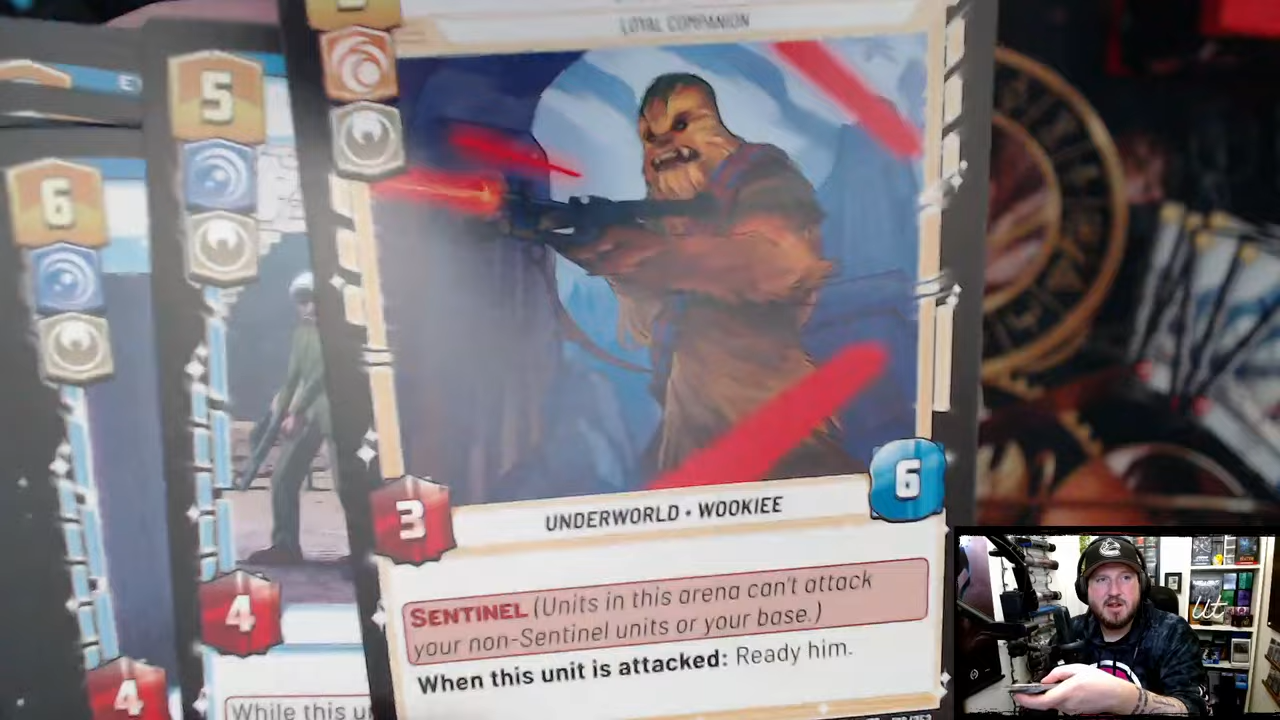 LOYAL COMPANION
5
6
3
6
UNDERWORLD • WOOKIEE
SENTINEL (Units in this arena can't attack
your non-Sentinel units or your base.)
When this unit is attacked: Ready him.
4
4
While this u